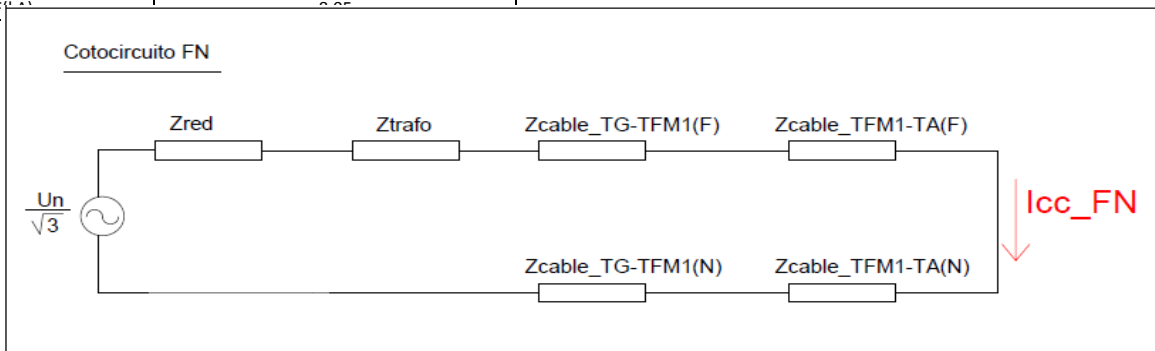 Cotocircuito FN
Zred Ztrafo Zcable_TG-TFM1(F) Zcable_TFM1-TA(F)
Un
√3
Icc_FN
Zcable_TG-TFM1(N) Zcable_TFM1-TA(N)